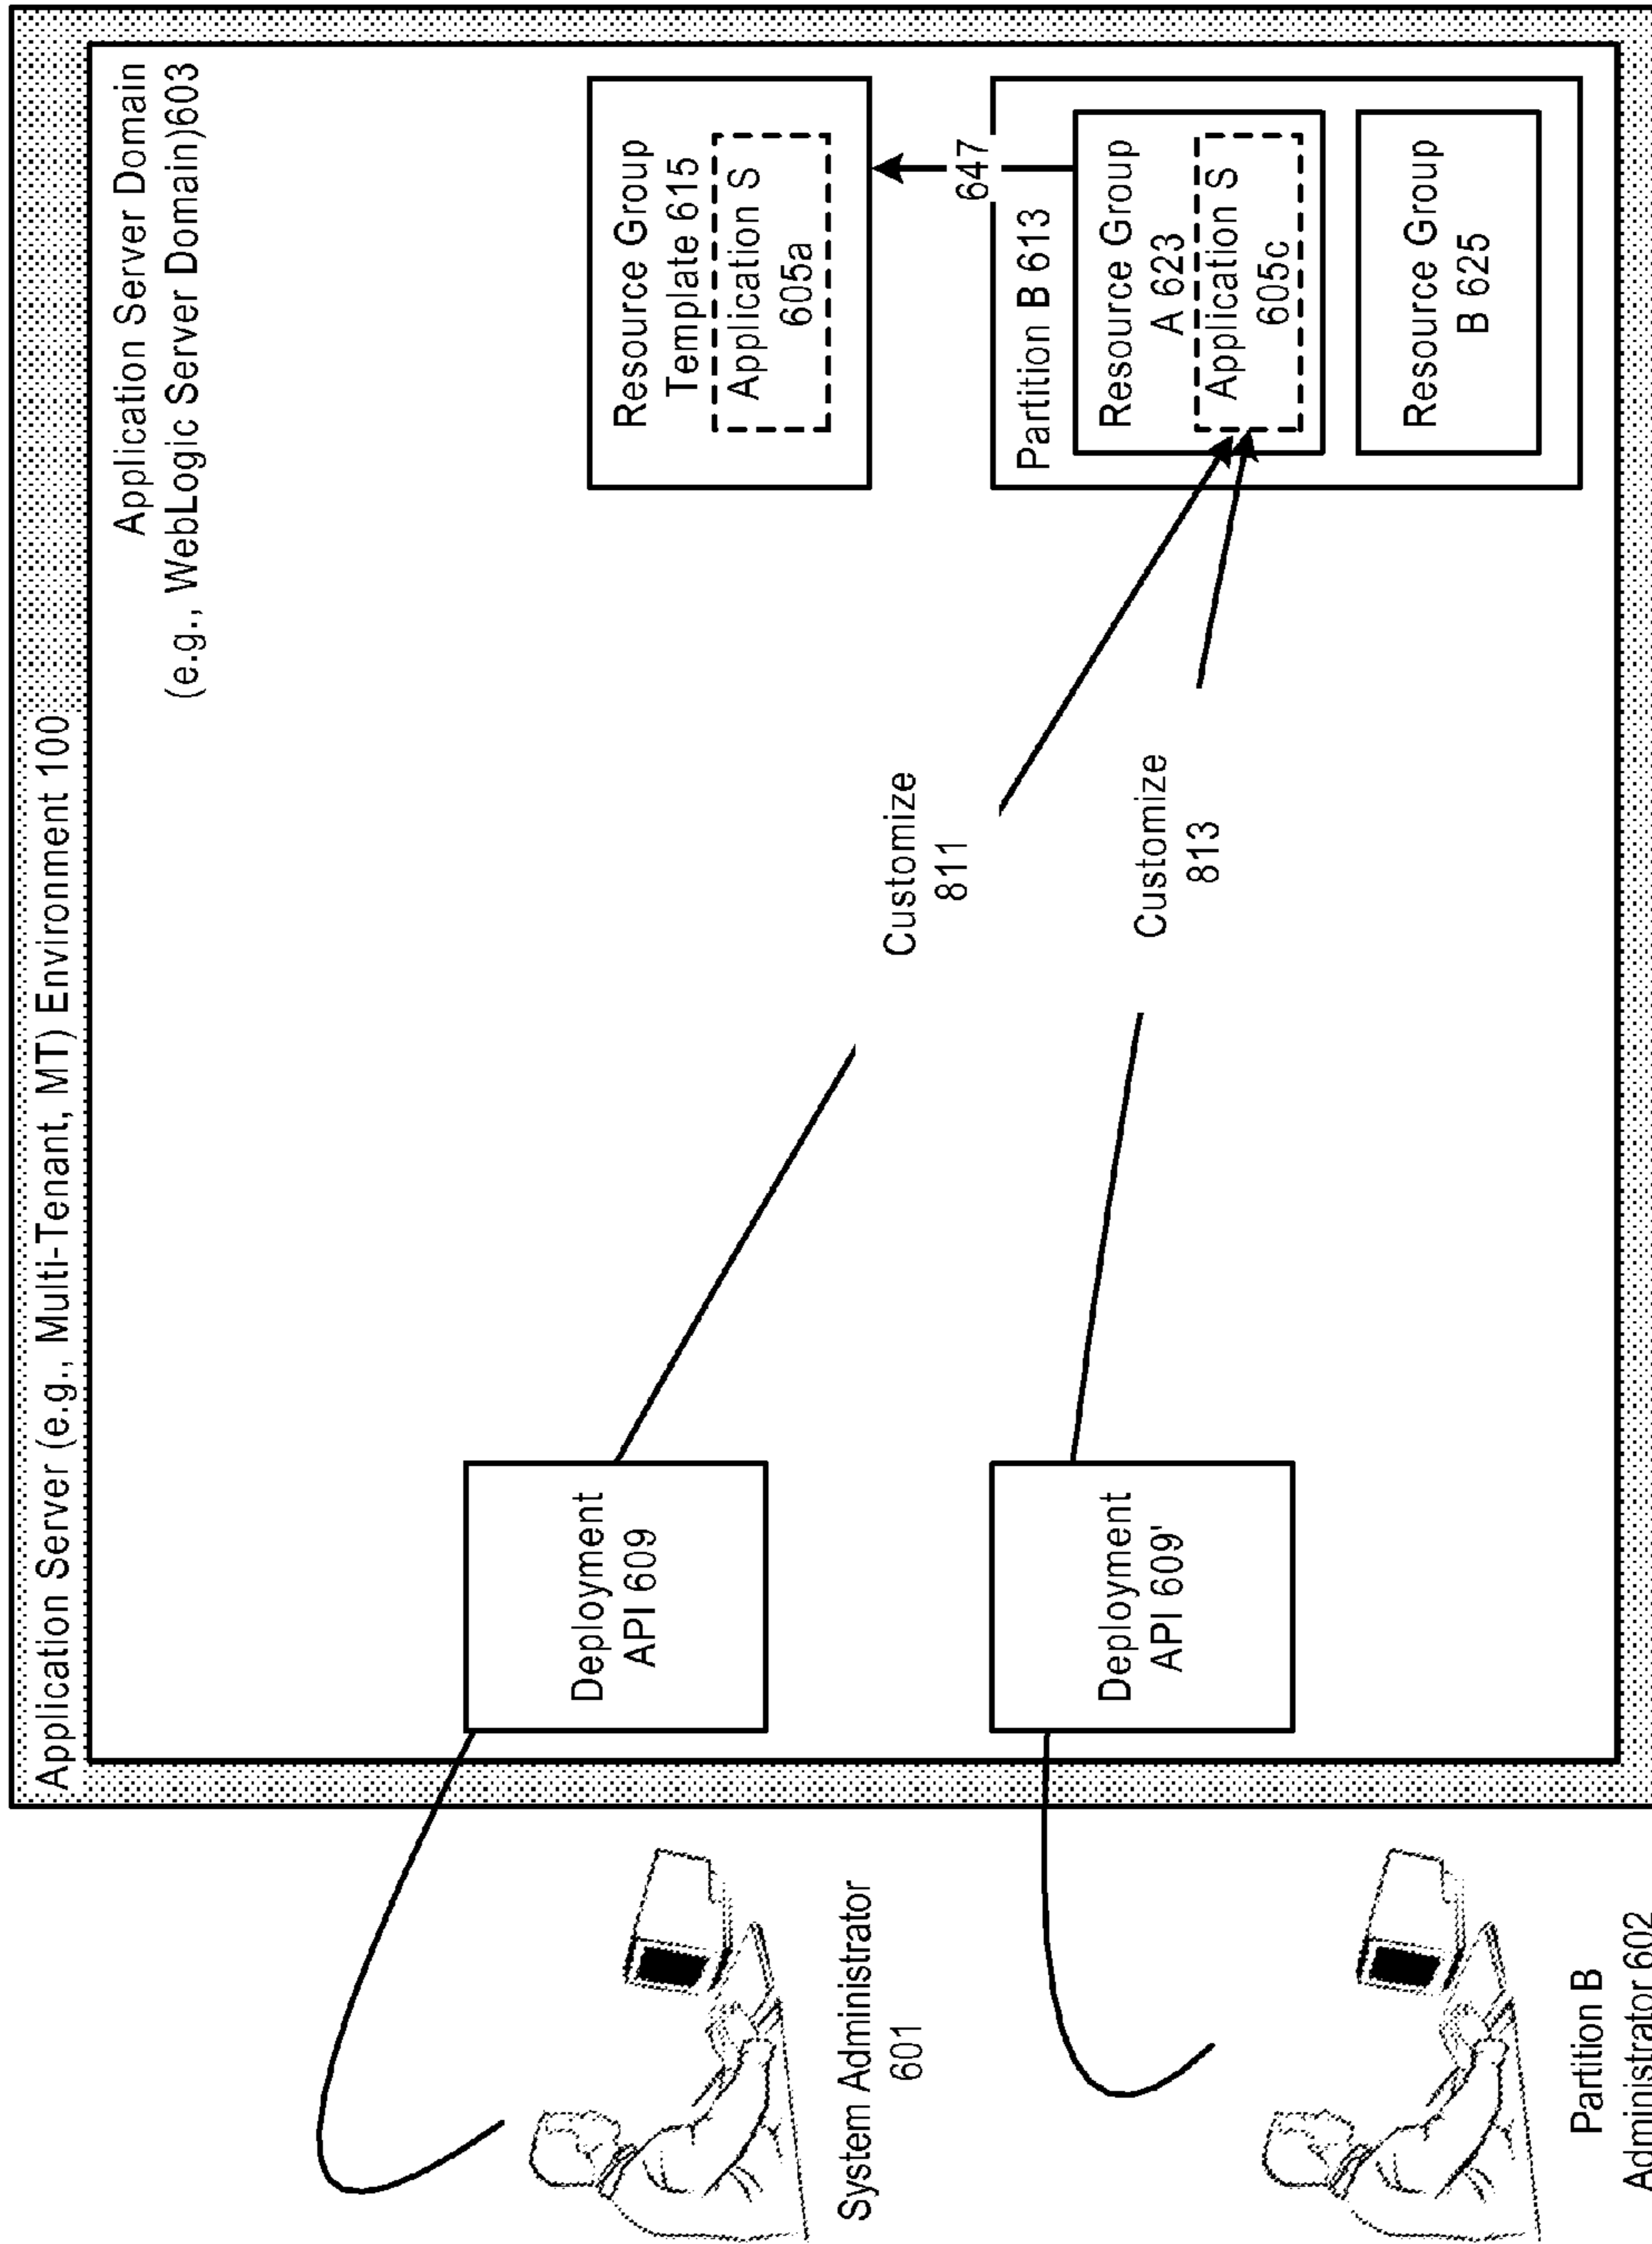 Application Server (e.g., Multi-Tenant, MT) Environment 100
Application Server Domain
(e.g., WebLogic Server Domain)603
System Administrator
601
Deployment
API 609
Customize
811
Resource Group
Template 615
Application S
605a
647
Partition B
Administrator 602
Deployment
API 609'
Customize
813
Partition B 613
Resource Group
A 623
Application S
605c
Resource Group
B 625